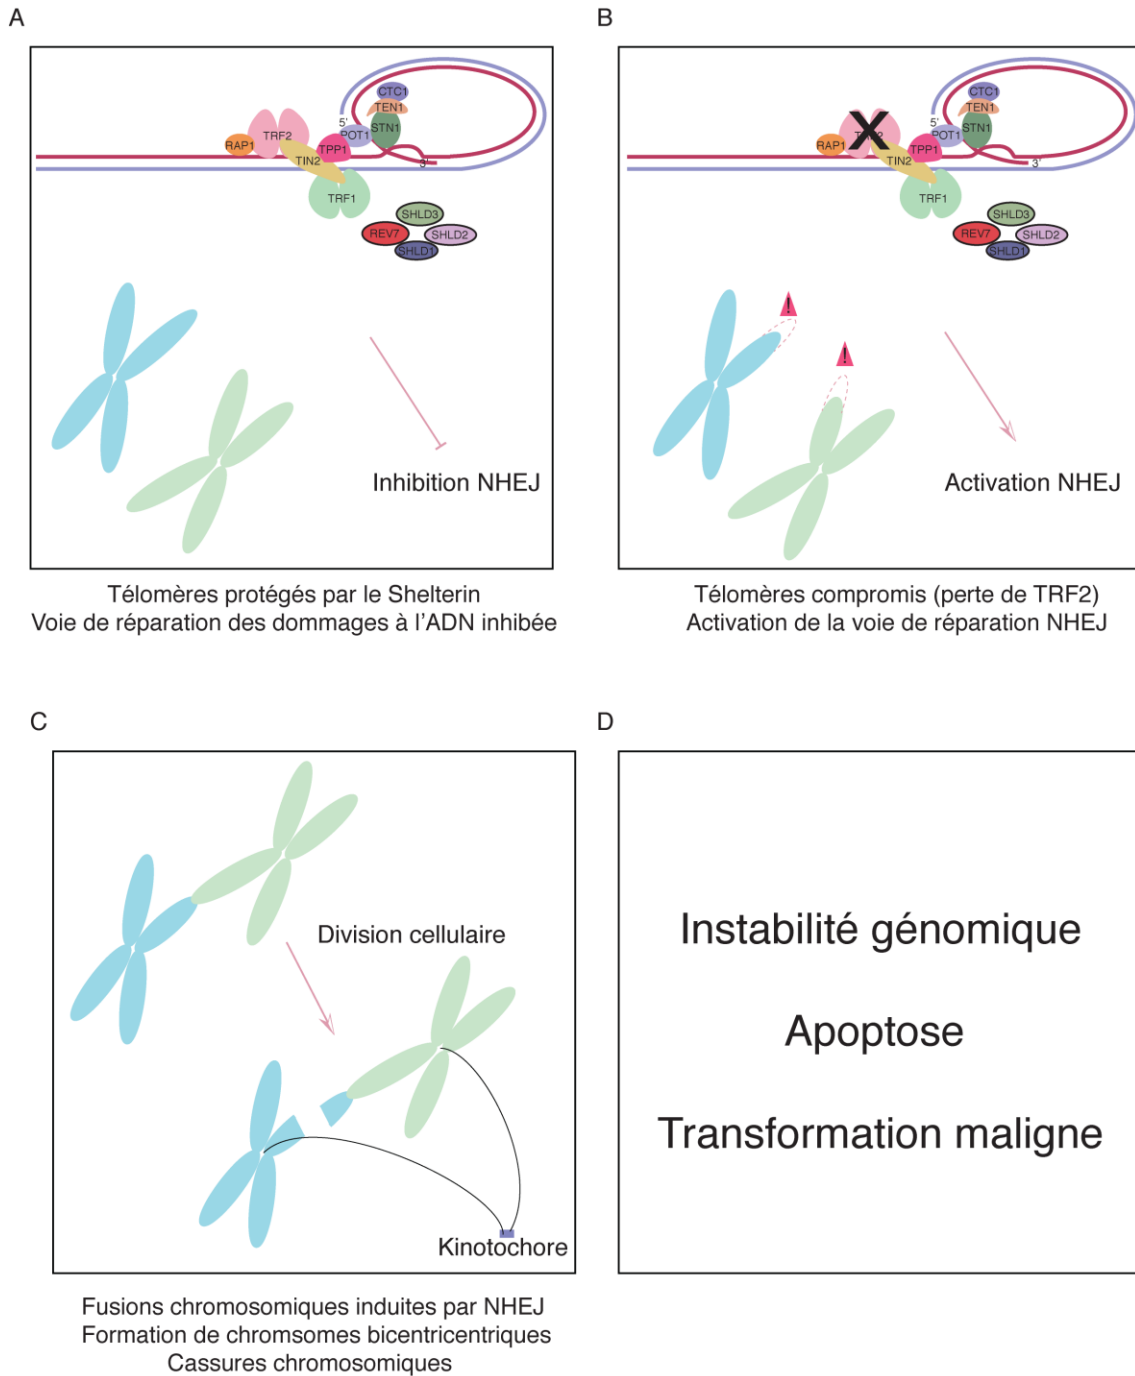 A
CTC1
TEN1
5'
STN1
POT1
TRF2
TPP1
RAP1
TIN2
3'
TRF1
SHLD3
REV7
SHLD2
SHLD1
Inhibition NHEJ
Télomères protégés par le Shelterin
Voie de réparation des dommages à l'ADN inhibée
B
CTC1
TEN1
5'
STN1
POT1
X
TPP1
RAP1
TIN2
3'
TRF1
SHLD3
REV7
SHLD2
SHLD1
!
!
Activation NHEJ
Télomères compromis (perte de TRF2)
Activation de la voie de réparation NHEJ
C
Division cellulaire
Kinotochore
Fusions chromosomiques induites par NHEJ
Formation de chromsomes bicentricentriques
Cassures chromosomiques
D
Instabilité génomique
Apoptose
Transformation maligne